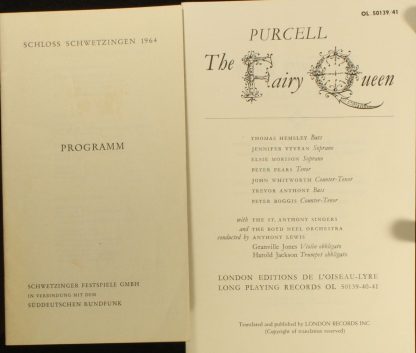 SCHLOSS SCHWETZINGEN 1964
PROGRAMM
SCHWETZINGER FESTSPIELE GMBH
IN VERBINDUNG MIT DEM
SÜDDEUTSCHEN RUNDFUNK
OL 50139-41
PURCELL
The Fairy Queen
THOMAS HEMSLEY Bass
JENNIFER VYVYAN Soprano
ELSIE MORISON Soprano
PETER PEARS Tenor
JOHN WHITWORTH Counter-Tenor
TREVOR ANTHONY Bass
PETER BOGGIS Counter-Tenor
with THE ST. ANTHONY SINGERS
and THE BOYD NEEL ORCHESTRA
conducted by ANTHONY LEWIS
Granville Jones Violin obbligato
Harold Jackson Trumpet obbligato
LONDON EDITIONS DE L'OISEAU-LYRE
LONG PLAYING RECORDS OL 50139-40-41
Translated and published by LONDON RECORDS INC
(Copyright of translation reserved)